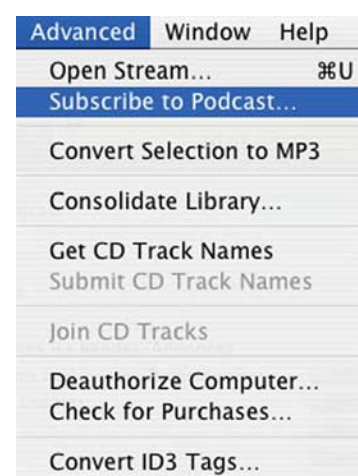 Advanced Window Help
Open Stream... ⌘U
Subscribe to Podcast...
Convert Selection to MP3
Consolidate Library...
Get CD Track Names
Submit CD Track Names
Join CD Tracks
Deauthorize Computer...
Check for Purchases...
Convert ID3 Tags...